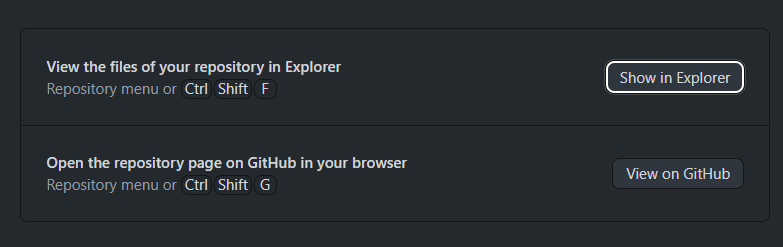 View the files of your repository in Explorer
Repository menu or Ctrl Shift F
Show in Explorer
Open the repository page on GitHub in your browser
Repository menu or Ctrl Shift G
View on GitHub